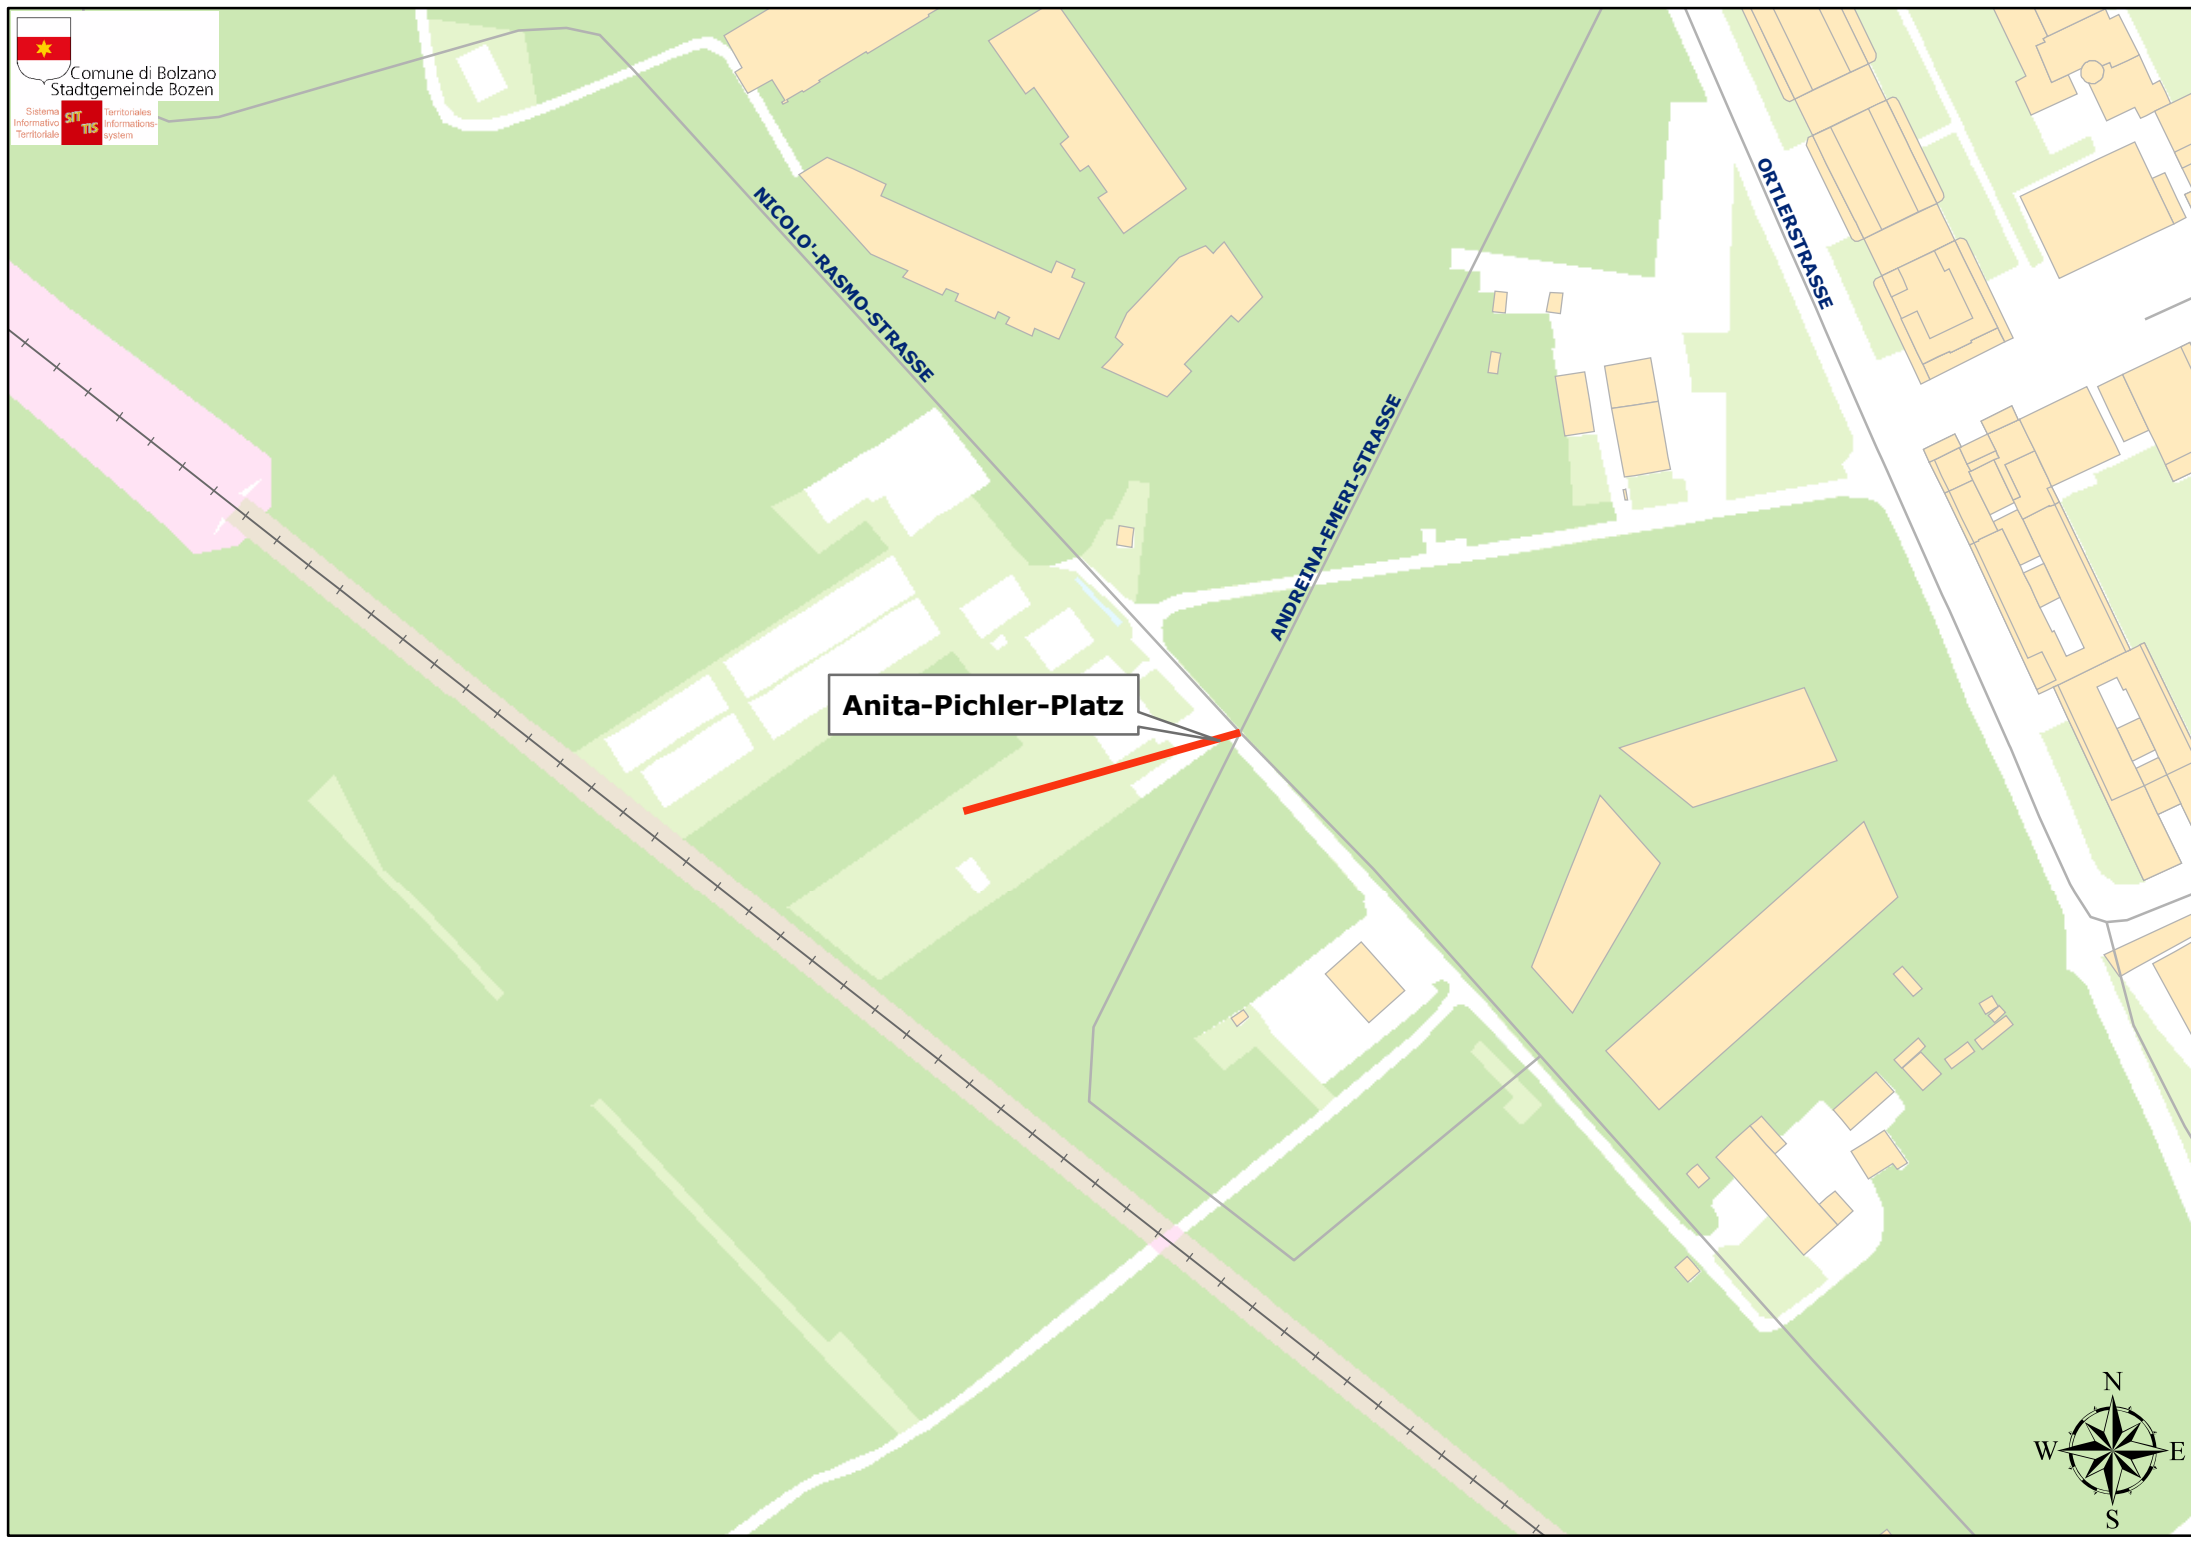 Comune di Bolzano
Stadtgemeinde Bozen
Sistema
Informativo
Territoriale
SIT
TIS
Territoriales
Informations-
system
NICOLO'-RASMO-STRASSE
ORTLERSTRASSE
ANDREINA-EMERI-STRASSE
Anita-Pichler-Platz
N
W
E
S